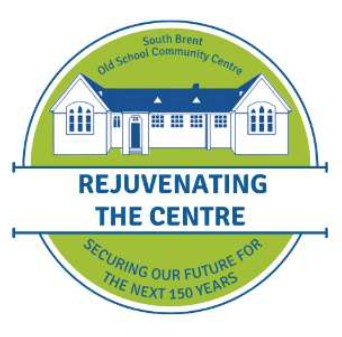 South Brent
Old School Community Centre
REJUVENATING
THE CENTRE
SECURING OUR FUTURE FOR
THE NEXT 150 YEARS